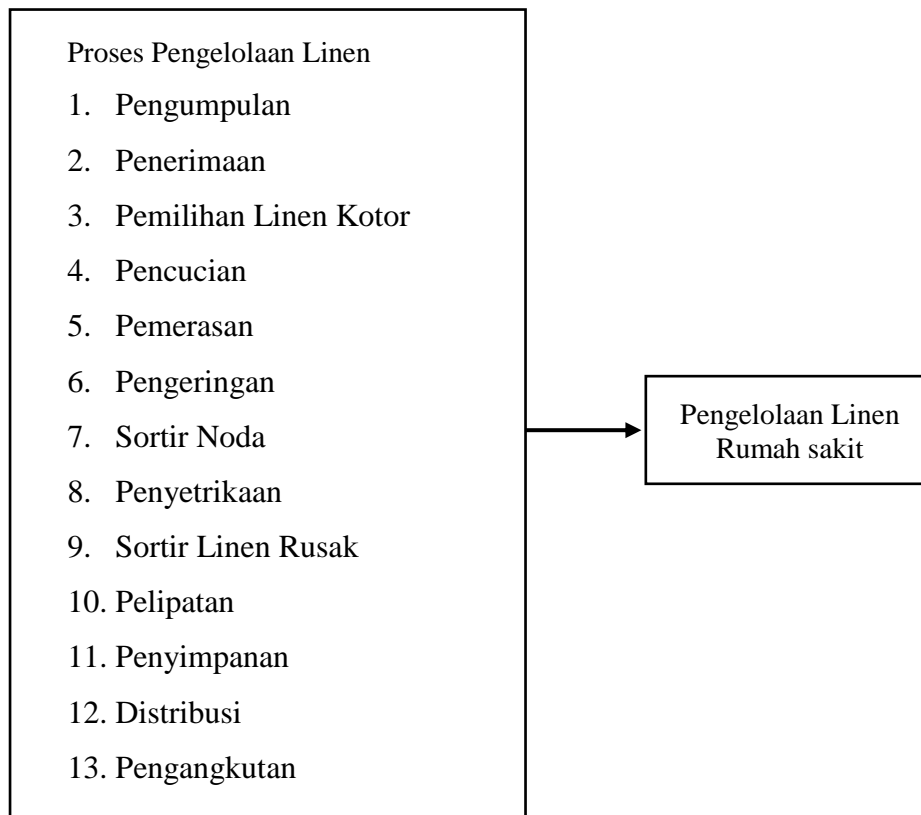 Proses Pengelolaan Linen
1. Pengumpulan
2. Penerimaan
3. Pemilihan Linen Kotor
4. Pencucian
5. Pemerasan
6. Pengeringan
7. Sortir Noda
8. Penyetrikaan
9. Sortir Linen Rusak
10. Pelipatan
11. Penyimpanan
12. Distribusi
13. Pengangkutan
Pengelolaan Linen
Rumah sakit